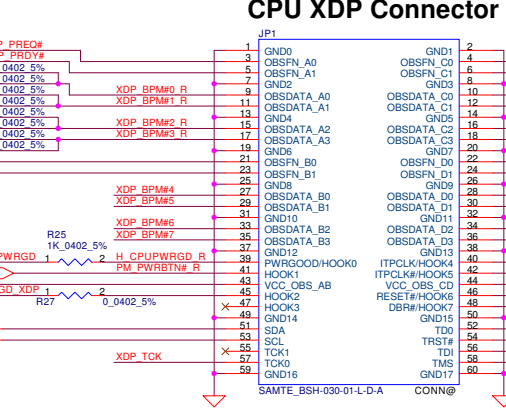 CPU XDP Connector
JP1
P_PREQ#
P_PRDY#
0402_5%
0402_5%
0402_5%
0402_5%
0402_5%
0402_5%
0402_5%
XDP_BPM#0_R
XDP_BPM#1_R
XDP_BPM#2_R
XDP_BPM#3_R
XDP_BPM#4
XDP_BPM#5
XDP_BPM#6
XDP_BPM#7
R25
1K_0402_5%
PWRGD 1 2 H_CPUPWRGD_R
PM_PWRBTN#_R
GD_XDP 1 2
R27 0_0402_5%
XDP_TCK
1 GND0 GND1 2
3 OBSFN_A0 OBSFN_C0 4
5 OBSFN_A1 OBSFN_C1 6
7 GND2 GND3 8
9 OBSDATA_A0 OBSDATA_C0 10
11 OBSDATA_A1 OBSDATA_C1 12
13 GND4 GND5 14
15 OBSDATA_A2 OBSDATA_C2 16
17 OBSDATA_A3 OBSDATA_C3 18
19 GND6 GND7 20
21 OBSFN_B0 OBSFN_D0 22
23 OBSFN_B1 OBSFN_D1 24
25 GND8 GND9 26
27 OBSDATA_B0 OBSDATA_D0 28
29 OBSDATA_B1 OBSDATA_D1 30
31 GND10 GND11 32
33 OBSDATA_B2 OBSDATA_D2 34
35 OBSDATA_B3 OBSDATA_D3 36
37 GND12 GND13 38
39 PWRGOOD/HOOK0 ITPCLK/HOOK4 40
41 HOOK1 ITPCLK#/HOOK5 42
43 VCC_OBS_AB VCC_OBS_CD 44
45 HOOK2 RESET#/HOOK6 46
47 HOOK3 DBR#/HOOK7 48
49 GND14 GND15 50
51 SDA TD0 52
53 SCL TRST# 54
55 TCK1 TDI 56
57 TCK0 TMS 58
59 GND16 GND17 60
SAMTE_BSH-030-01-L-D-A CONN@